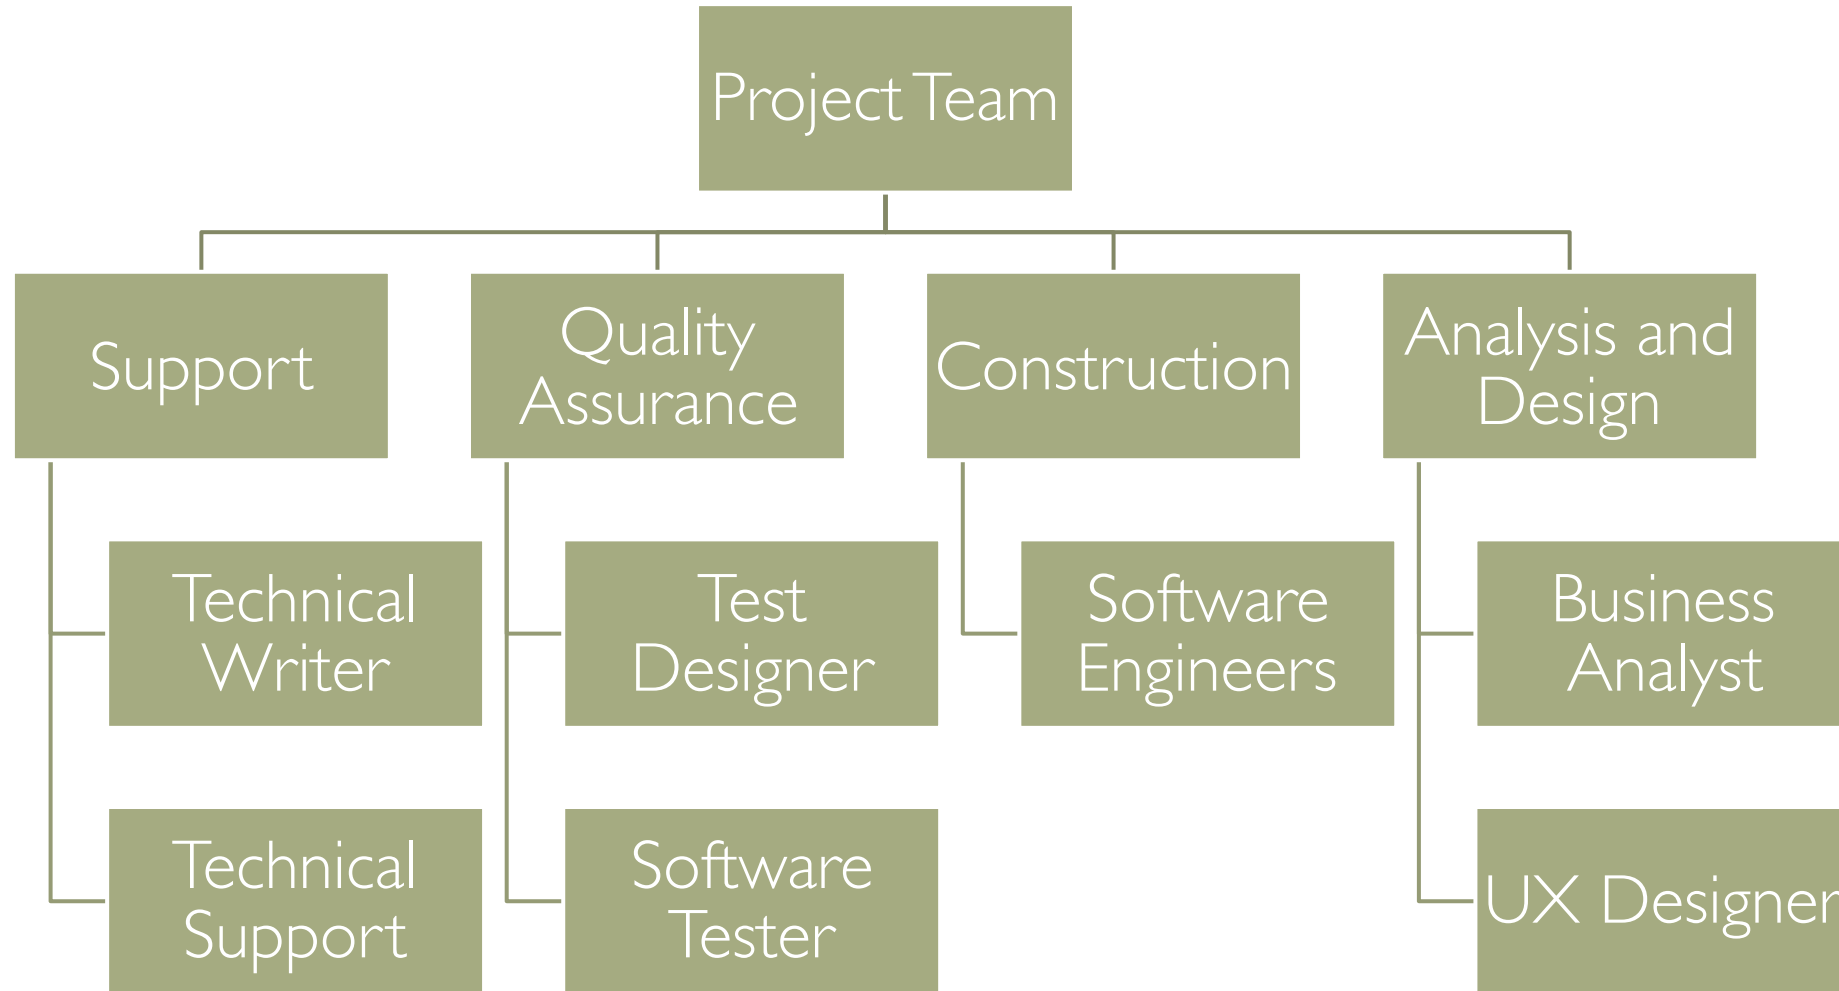 Project Team
Support
Quality
Assurance
Construction
Analysis and
Design
Technical
Writer
Test
Designer
Software
Engineers
Business
Analyst
Technical
Support
Software
Tester
UX Designer